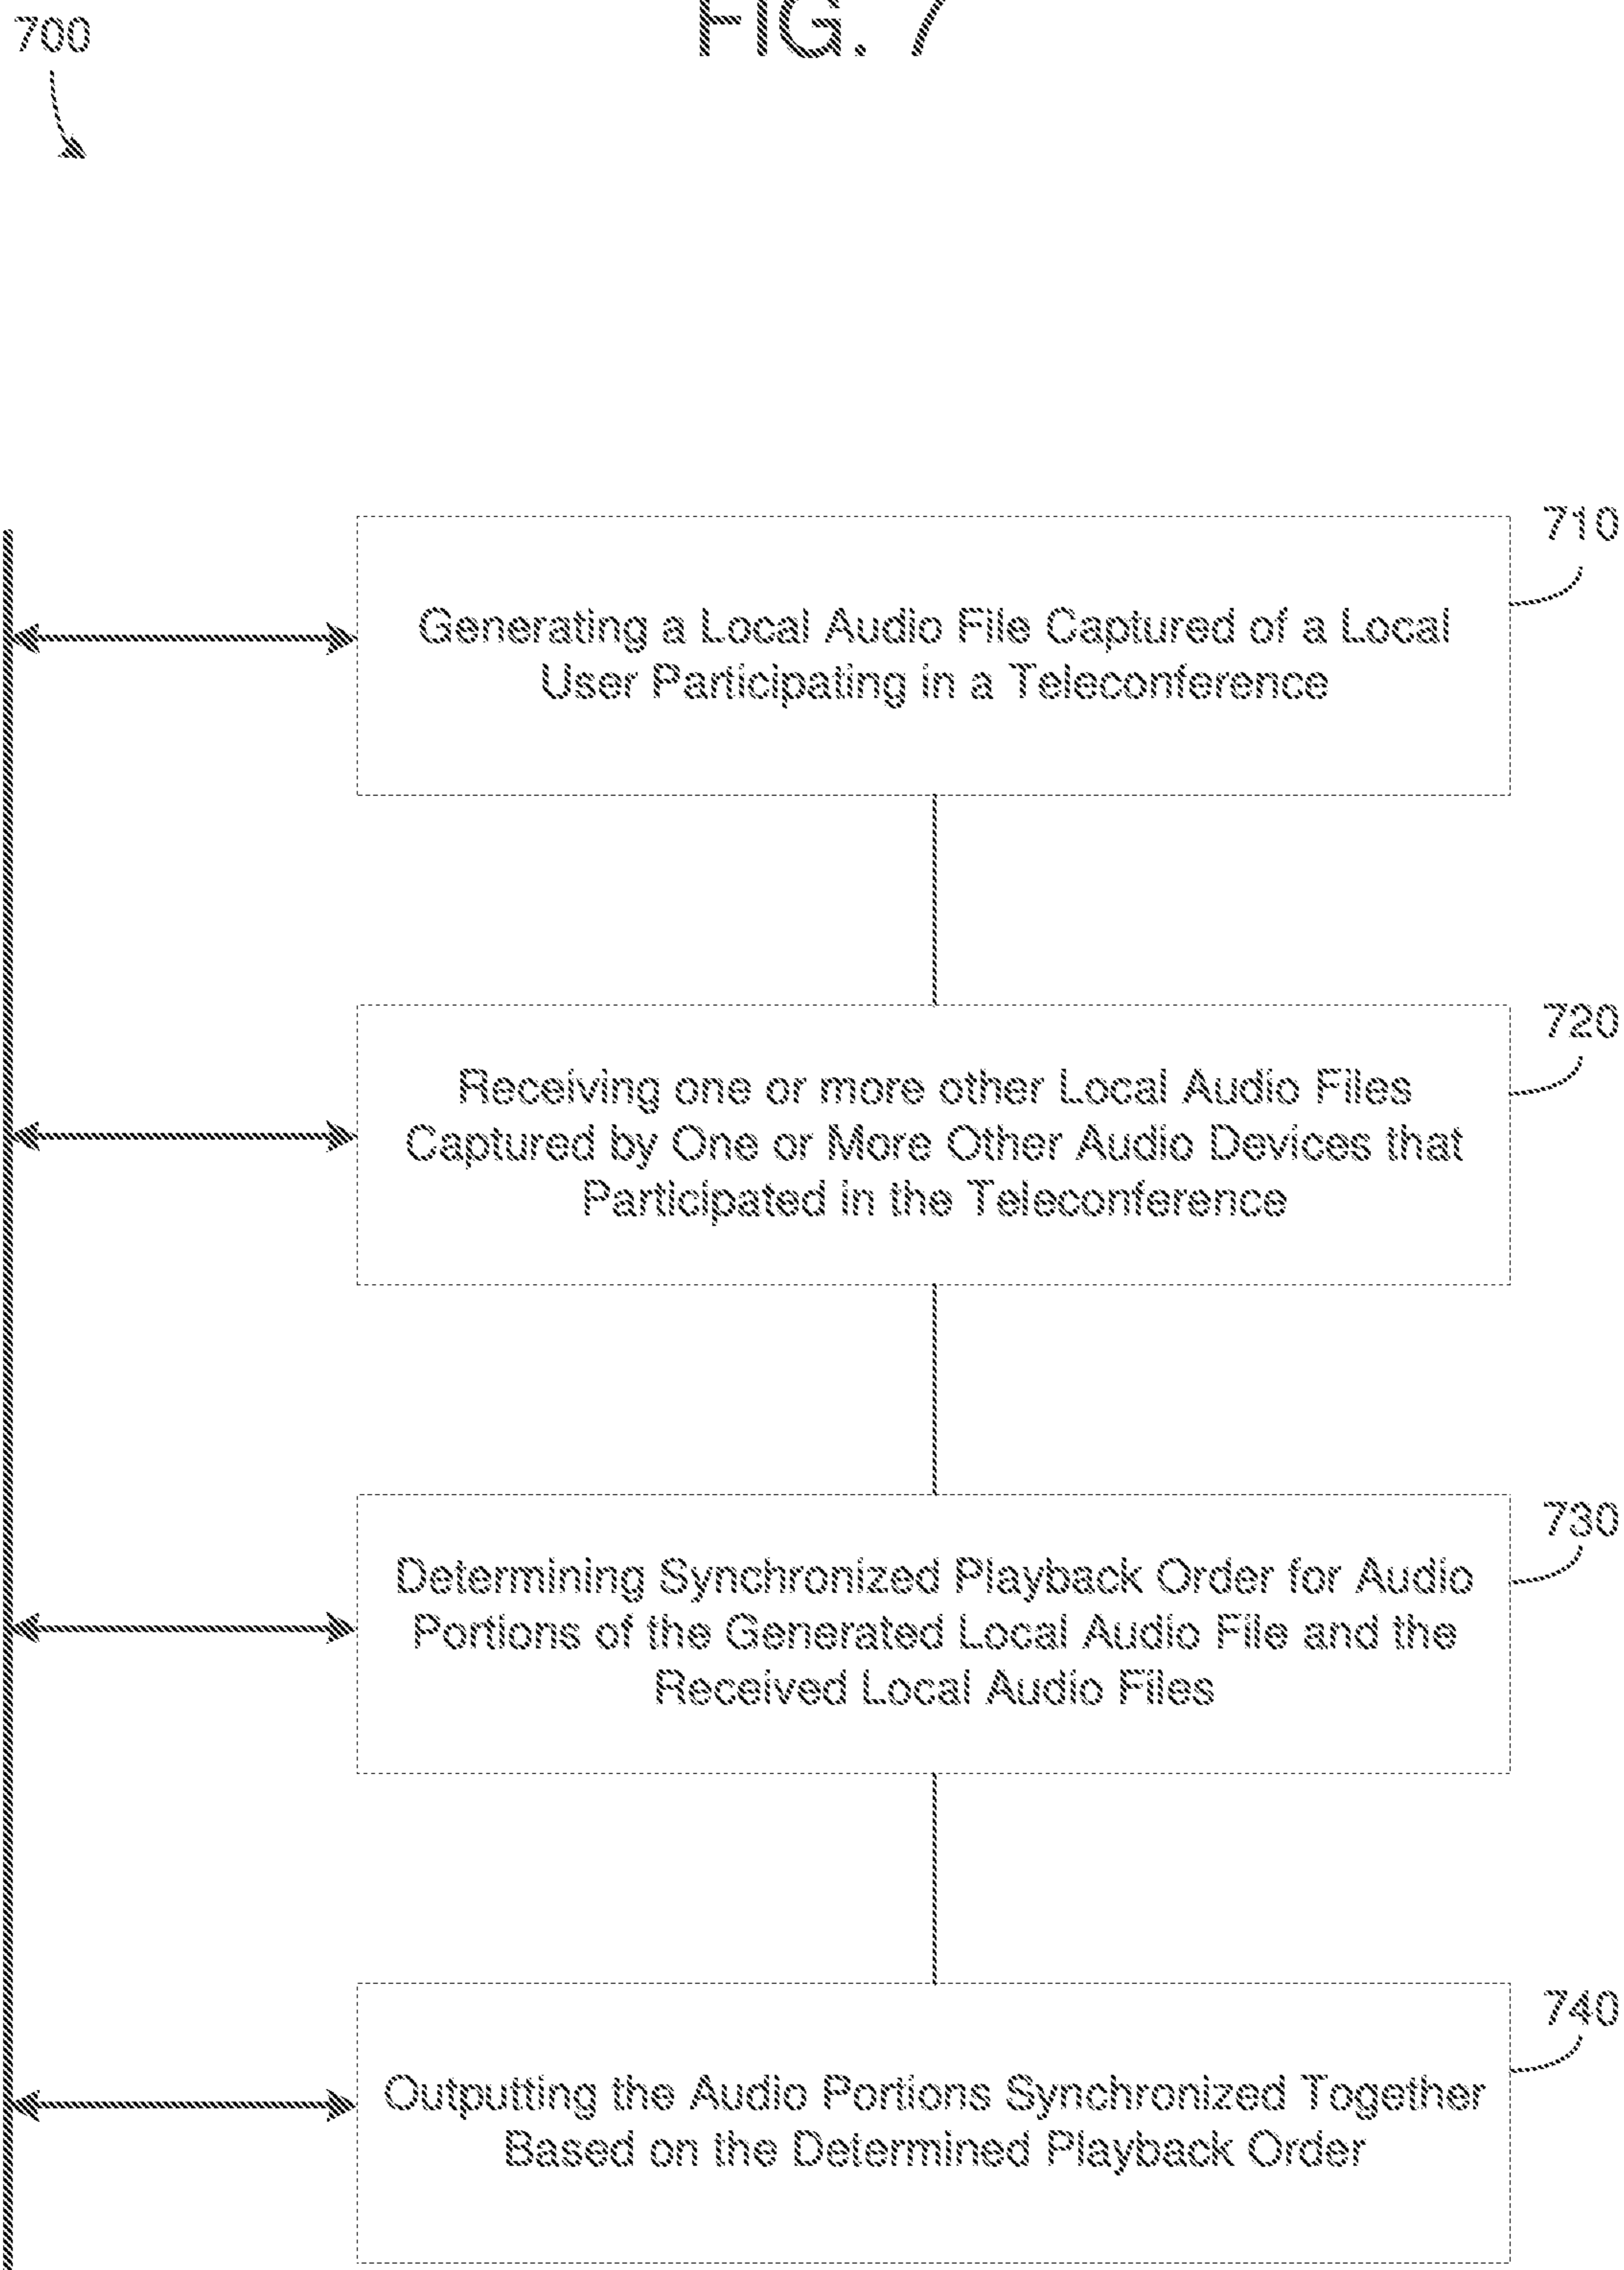 FIG. 7
700
710
Generating a Local Audio File Captured of a Local
User Participating in a Teleconference
720
Receiving one or more other Local Audio Files
Captured by One or More Other Audio Devices that
Participated in the Teleconference
730
Determining Synchronized Playback Order for Audio
Portions of the Generated Local Audio File and the
Received Local Audio Files
740
Outputting the Audio Portions Synchronized Together
Based on the Determined Playback Order